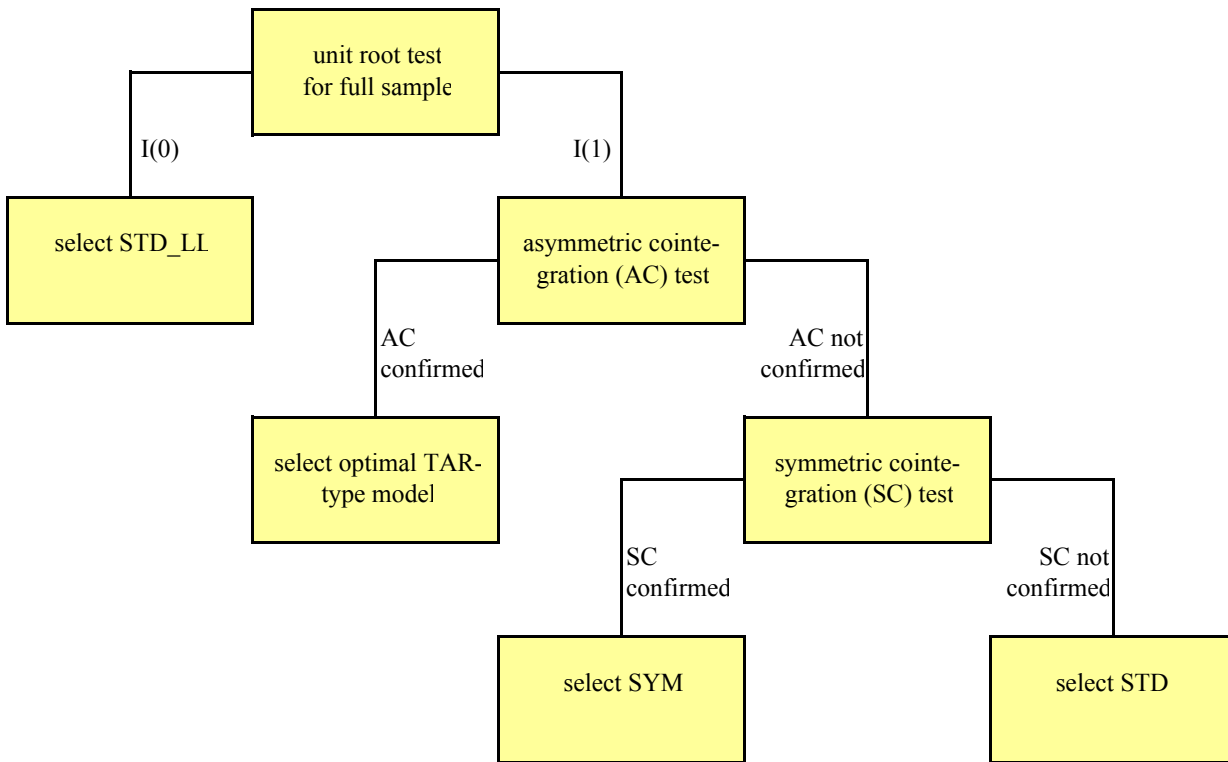 unit root test
for full sample
I(0)
I(1)
select STD_LL
asymmetric cointe-
gration (AC) test
AC
confirmed
AC not
confirmed
select optimal TAR-
type model
symmetric cointe-
gration (SC) test
SC
confirmed
SC not
confirmed
select SYM
select STD